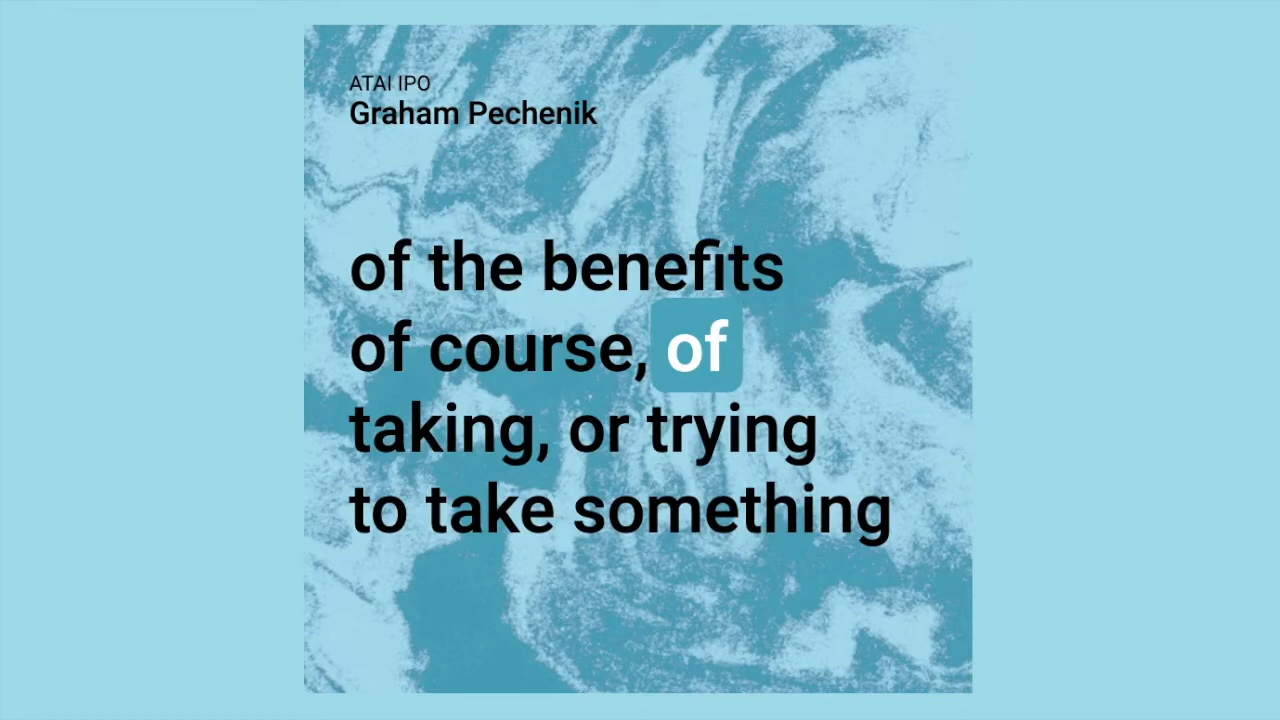 ATAI IPO
Graham Pechenik
of the benefits
of course, of
taking, or trying
to take something